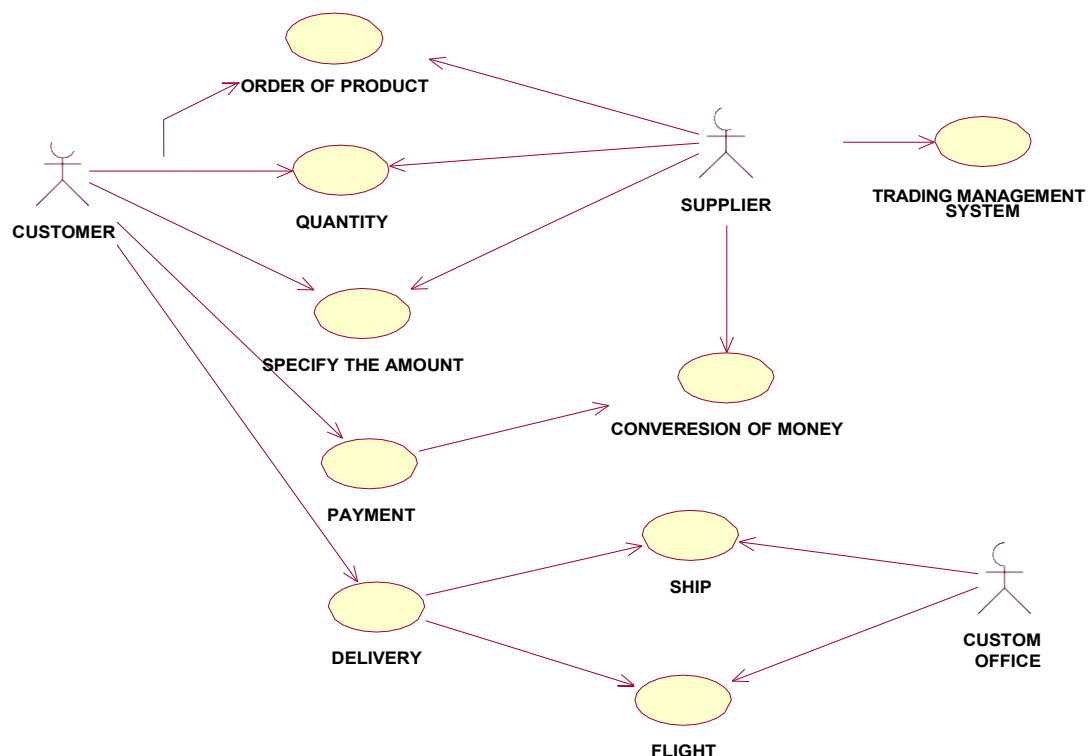 ORDER OF PRODUCT
CUSTOMER
QUANTITY
SUPPLIER
TRADING MANAGEMENT
SYSTEM
SPECIFY THE AMOUNT
CONVERESION OF MONEY
PAYMENT
SHIP
DELIVERY
CUSTOM
OFFICE
FLIGHT